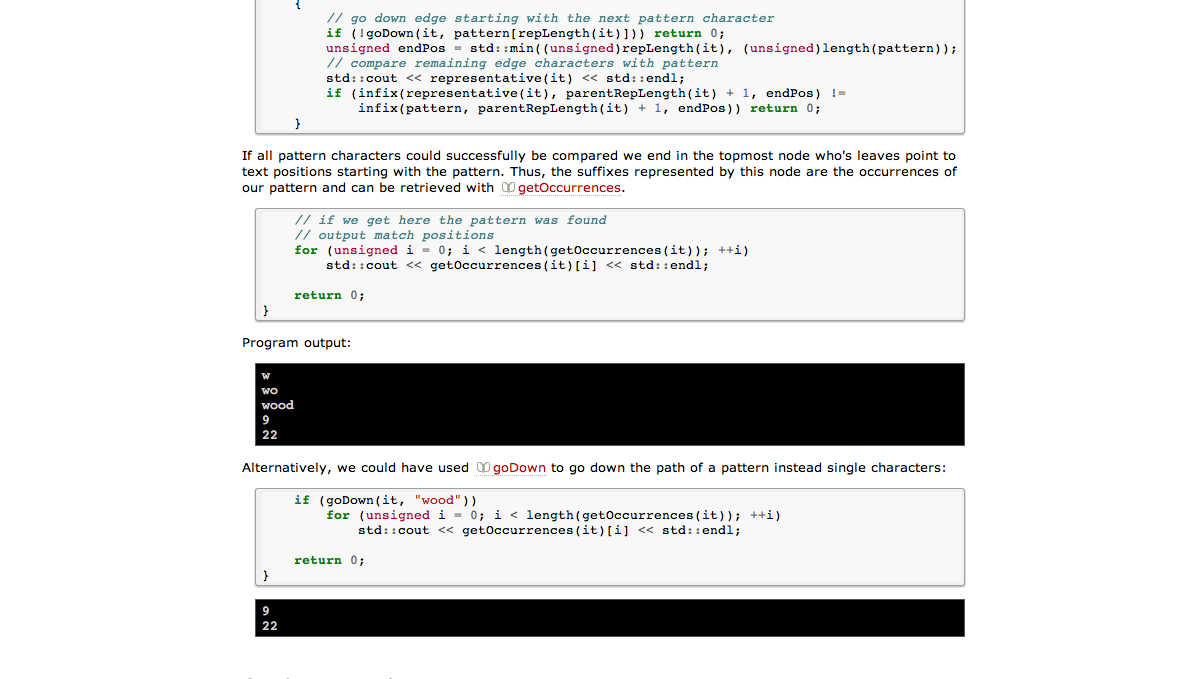 {
// go down edge starting with the next pattern character
if (!goDown(it, pattern[repLength(it)])) return 0;
unsigned endPos = std::min((unsigned)repLength(it), (unsigned)length(pattern));
// compare remaining edge characters with pattern
std::cout << representative(it) << std::endl;
if (infix(representative(it), parentRepLength(it) + 1, endPos) !=
infix(pattern, parentRepLength(it) + 1, endPos)) return 0;
}
If all pattern characters could successfully be compared we end in the topmost node who's leaves point to
text positions starting with the pattern. Thus, the suffixes represented by this node are the occurrences of
our pattern and can be retrieved with getOccurrences.
// if we get here the pattern was found
// output match positions
for (unsigned i = 0; i < length(getOccurrences(it)); ++i)
std::cout << getOccurrences(it)[i] << std::endl;
return 0;
}
Program output:
w
wo
wood
9
22
Alternatively, we could have used goDown to go down the path of a pattern instead single characters:
if (goDown(it, "wood"))
for (unsigned i = 0; i < length(getOccurrences(it)); ++i)
std::cout << getOccurrences(it)[i] << std::endl;
return 0;
}
9
22